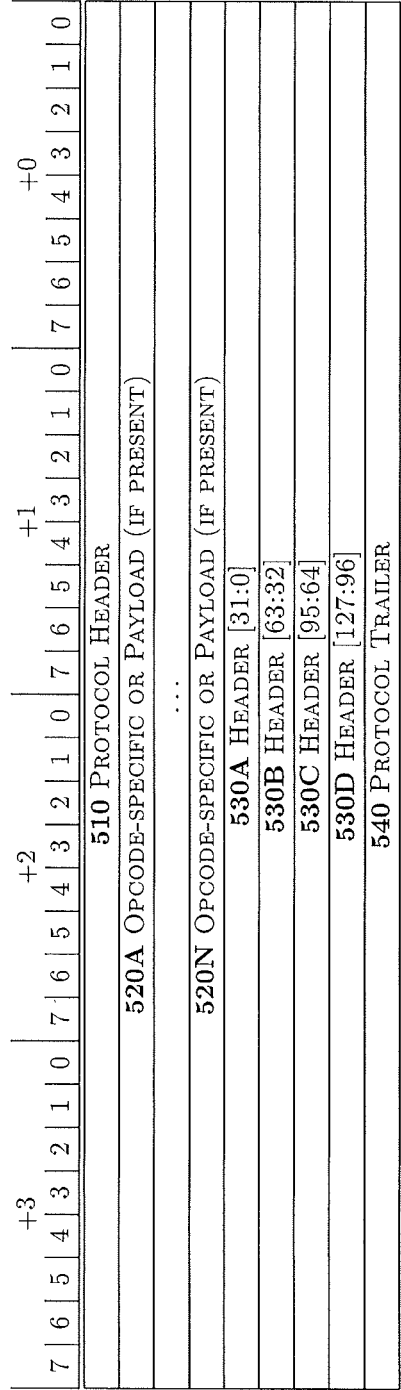 +3 +2 +1 +0
7 | 6 | 5 | 4 | 3 | 2 | 1 | 0 7 | 6 | 5 | 4 | 3 | 2 | 1 | 0 7 | 6 | 5 | 4 | 3 | 2 | 1 | 0 7 | 6 | 5 | 4 | 3 | 2 | 1 | 0
510 PROTOCOL HEADER
520A OPCODE-SPECIFIC OR PAYLOAD (IF PRESENT)
....
520N OPCODE-SPECIFIC OR PAYLOAD (IF PRESENT)
530A HEADER [31:0]
530B HEADER [63:32]
530C HEADER [95:64]
530D HEADER [127:96]
540 PROTOCOL TRAILER